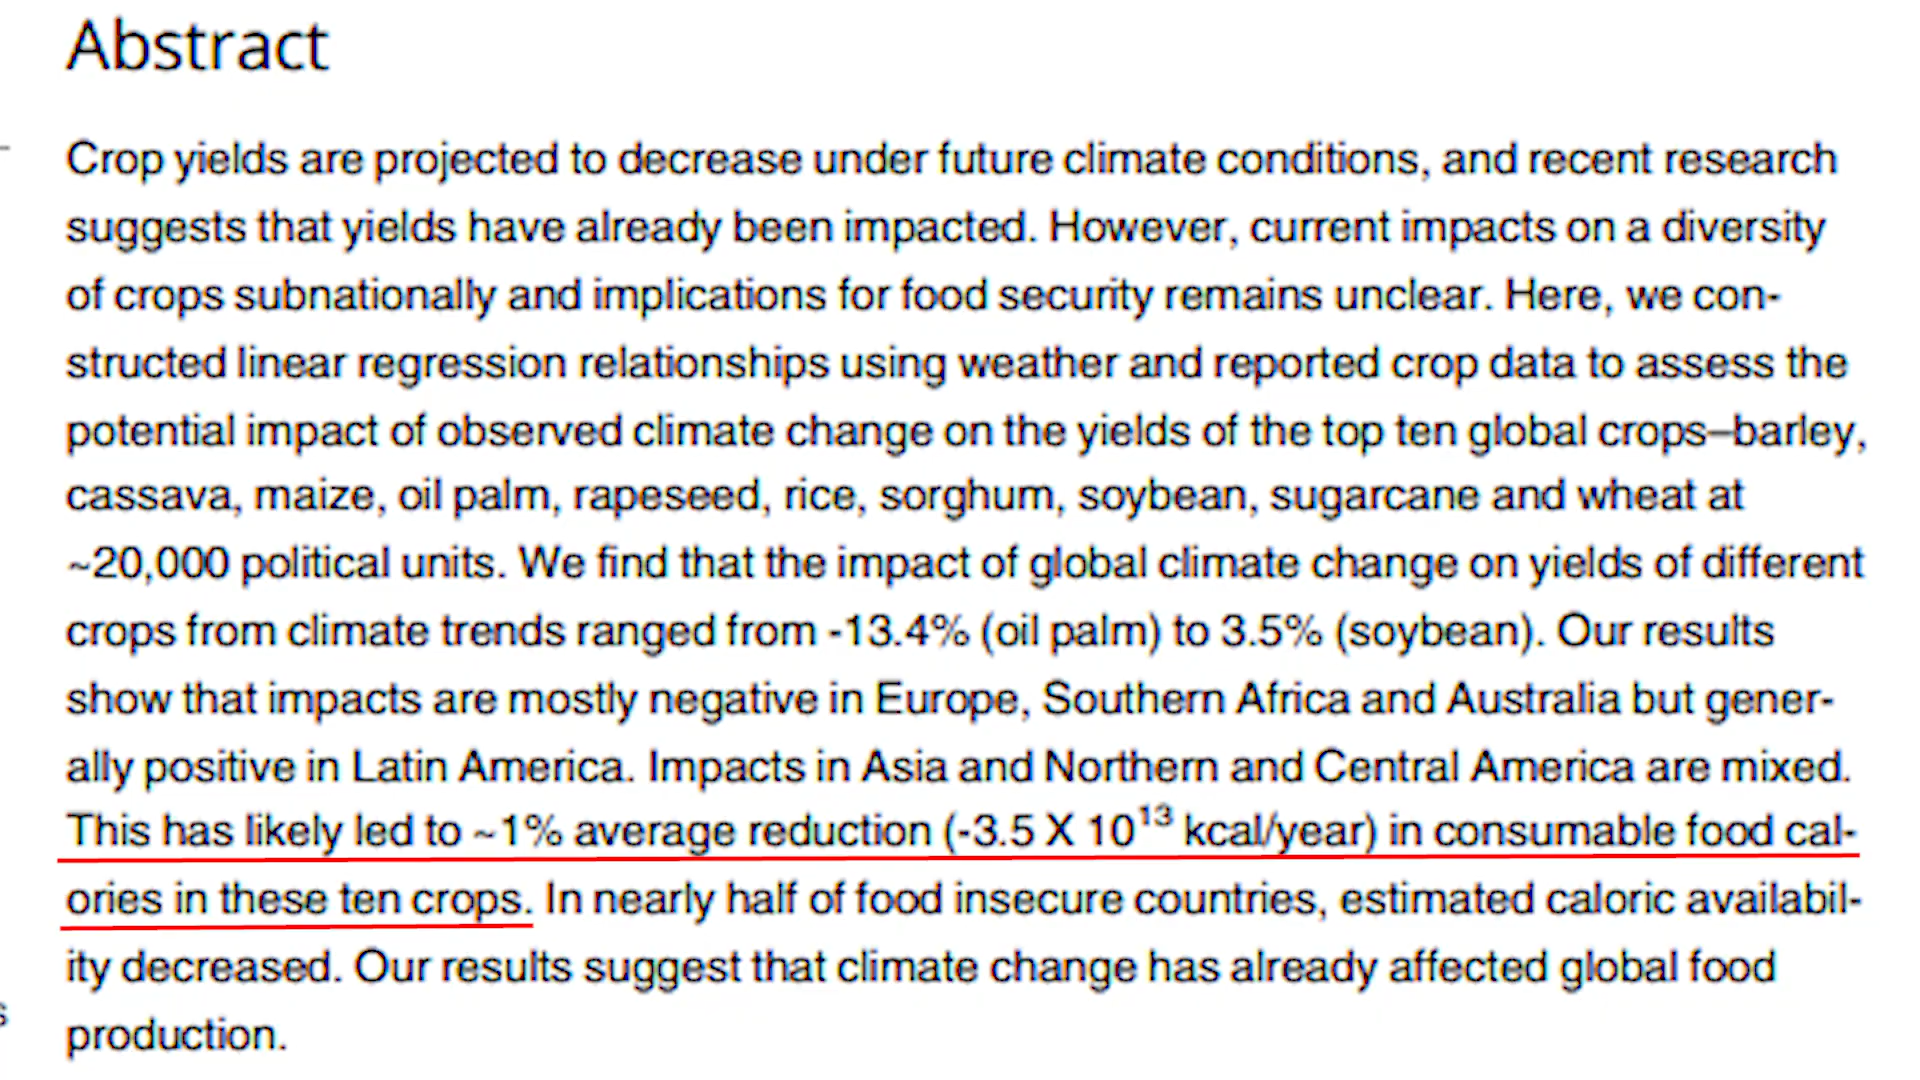 Abstract
Crop yields are projected to decrease under future climate conditions, and recent research
suggests that yields have already been impacted. However, current impacts on a diversity
of crops subnationally and implications for food security remains unclear. Here, we con-
structed linear regression relationships using weather and reported crop data to assess the
potential impact of observed climate change on the yields of the top ten global crops–barley,
cassava, maize, oil palm, rapeseed, rice, sorghum, soybean, sugarcane and wheat at
~20,000 political units. We find that the impact of global climate change on yields of different
crops from climate trends ranged from -13.4% (oil palm) to 3.5% (soybean). Our results
show that impacts are mostly negative in Europe, Southern Africa and Australia but gener-
ally positive in Latin America. Impacts in Asia and Northern and Central America are mixed.
This has likely led to ~1% average reduction (-3.5 X 10¹³ kcal/year) in consumable food cal-
ories in these ten crops. In nearly half of food insecure countries, estimated caloric availabil-
ity decreased. Our results suggest that climate change has already affected global food
production.